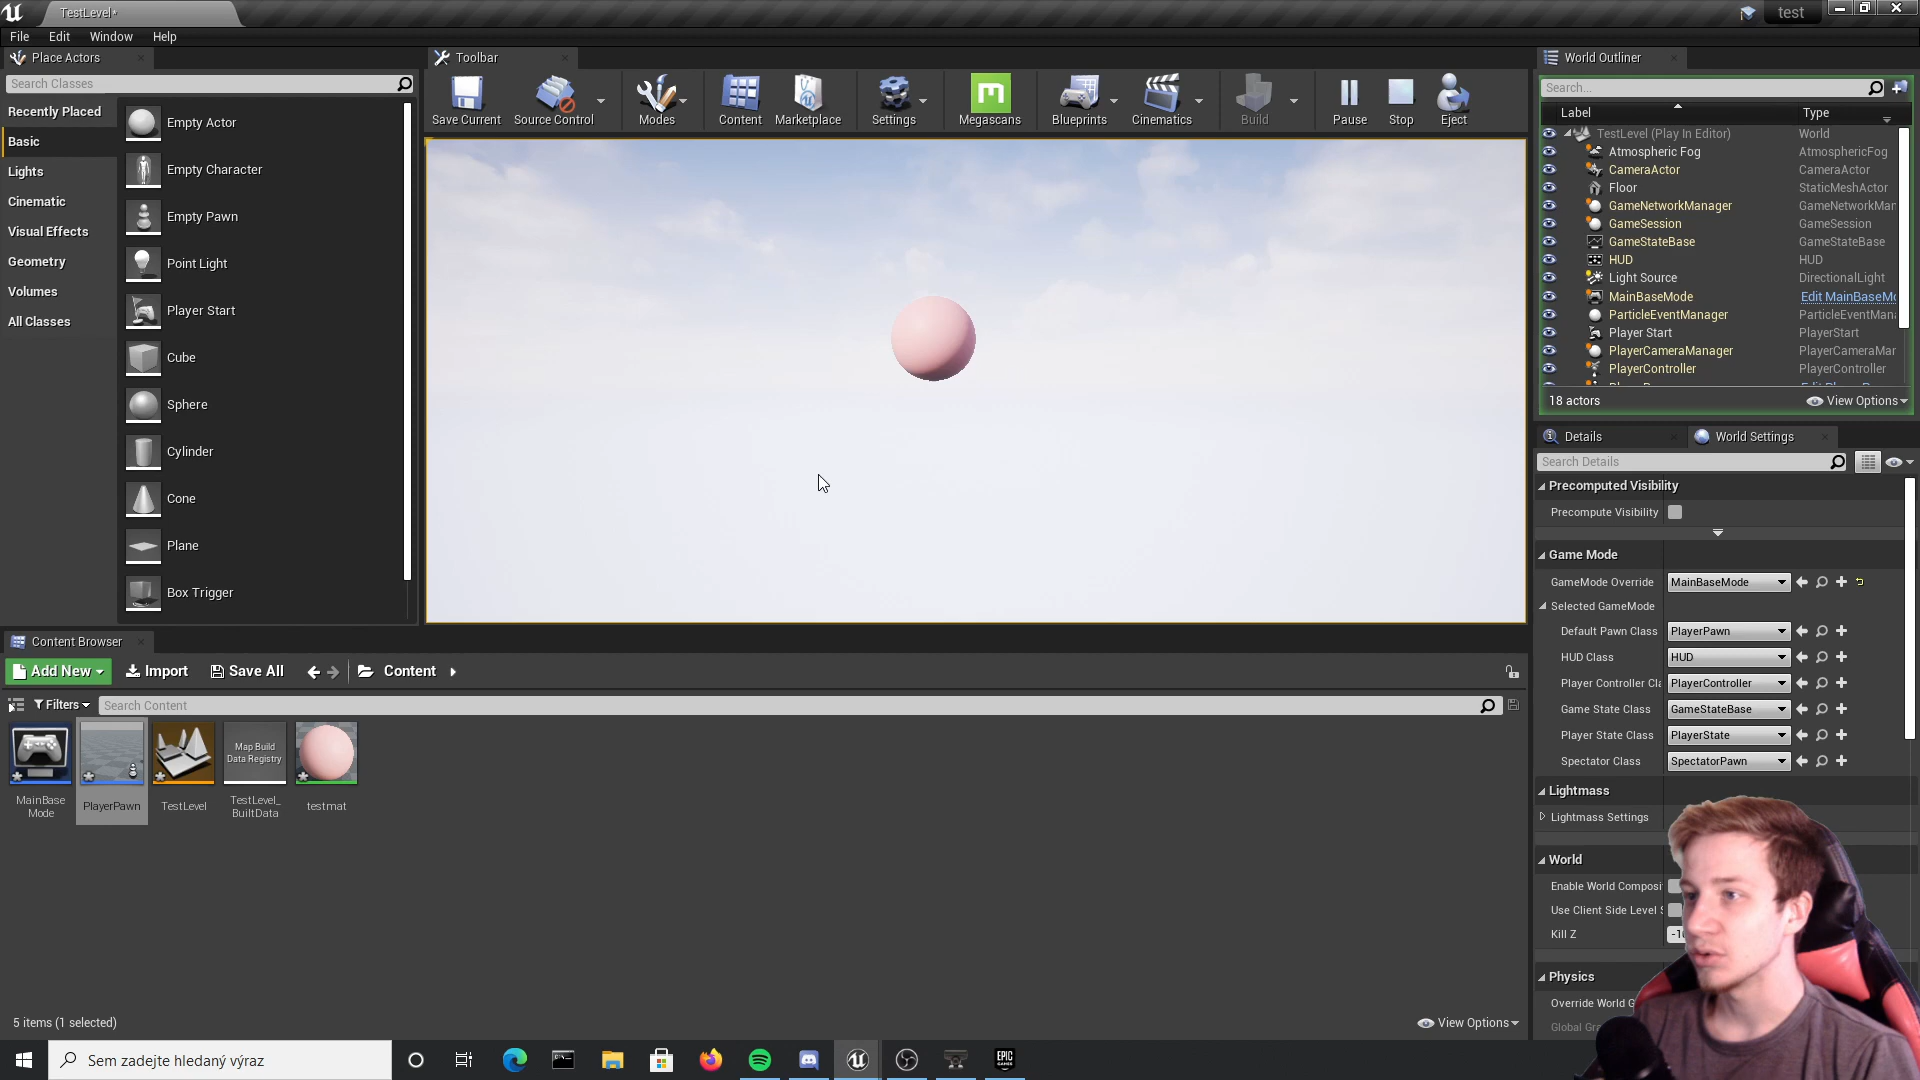 TestLevel*
test
File
Edit
Window
Help
Place Actors
Toolbar
World Outliner
Search Classes
Recently Placed
Basic
Lights
Cinematic
Visual Effects
Geometry
Volumes
All Classes
Empty Actor
Empty Character
Empty Pawn
Point Light
Player Start
Cube
Sphere
Cylinder
Cone
Plane
Box Trigger
Save Current
Source Control
Modes
Content
Marketplace
Settings
Megascans
Blueprints
Cinematics
Build
Pause
Stop
Eject
Search...
Label
Type
TestLevel (Play In Editor)
World
Atmospheric Fog
AtmosphericFog
CameraActor
CameraActor
Floor
StaticMeshActor
GameNetworkManager
GameNetworkMar
GameSession
GameSession
GameStateBase
GameStateBase
HUD
HUD
Light Source
DirectionalLight
MainBaseMode
Edit MainBaseMo
ParticleEventManager
ParticleEventMana
Player Start
PlayerStart
PlayerCameraManager
PlayerCameraMar
PlayerController
PlayerController
18 actors
View Options
Details
World Settings
Search Details
Precomputed Visibility
Precompute Visibility
Game Mode
GameMode Override
MainBaseMode
Selected GameMode
Default Pawn Class
PlayerPawn
HUD Class
HUD
Player Controller Cla
PlayerController
Game State Class
GameStateBase
Player State Class
PlayerState
Spectator Class
SpectatorPawn
Lightmass
Lightmass Settings
World
Enable World Composi
Use Client Side Level S
Kill Z
Physics
Override World G
Global Gra
Content Browser
Add New
Import
Save All
Content
Filters
Search Content
MainBase
Mode
PlayerPawn
TestLevel
Map Build
Data Registry
TestLevel_
BuiltData
testmat
5 items (1 selected)
View Options
Sem zadejte hledaný výraz
EPIC
GAMES